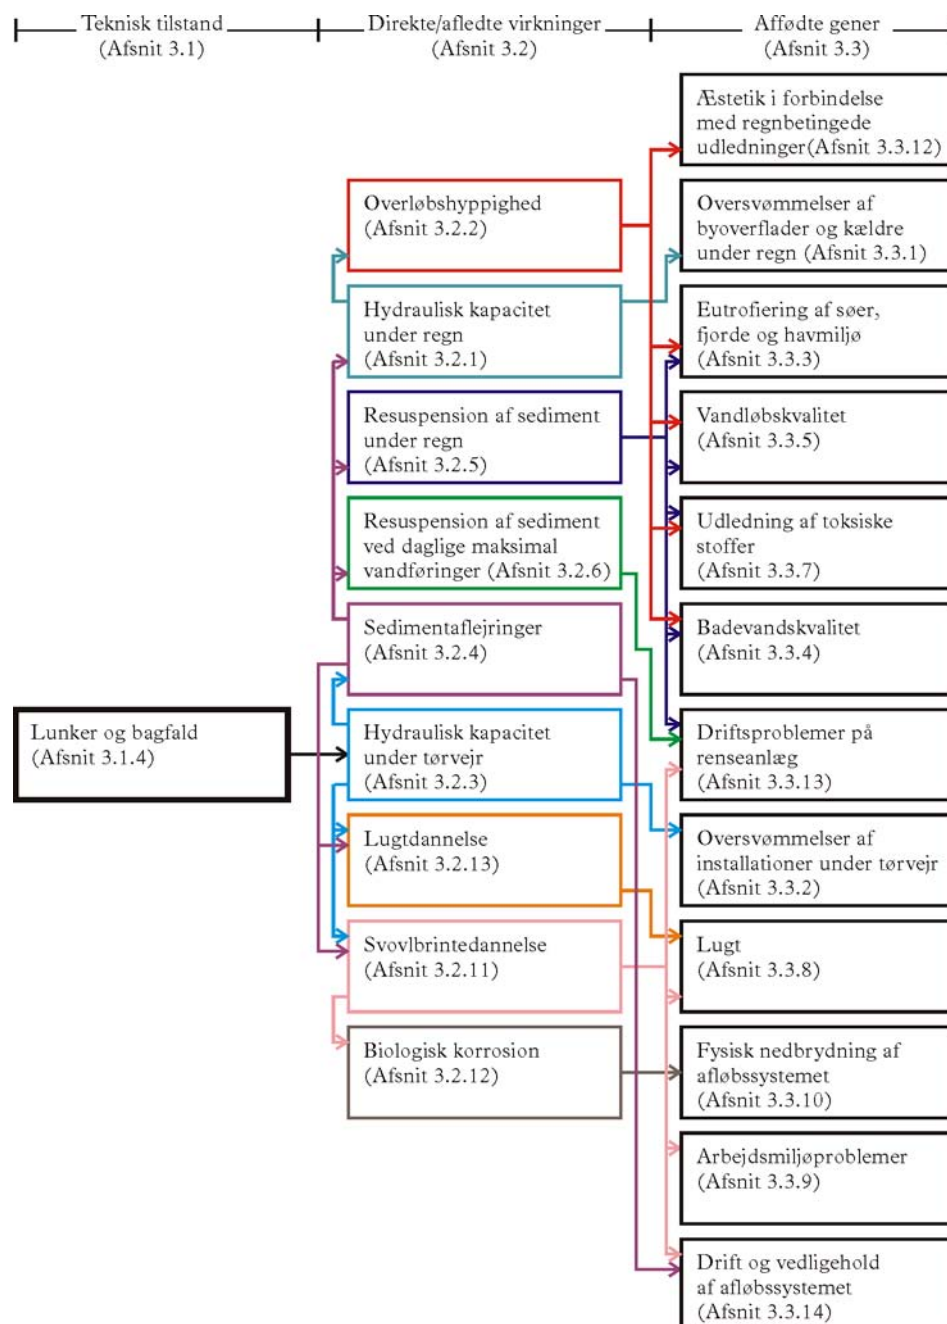 Teknisk tilstand
(Afsnit 3.1)
Direkte/afledte virkninger
(Afsnit 3.2)
Affødte gener
(Afsnit 3.3)
Lunker og bagfald
(Afsnit 3.1.4)
Overløbshyppighed
(Afsnit 3.2.2)
Hydraulisk kapacitet
under regn
(Afsnit 3.2.1)
Resuspension af sediment
under regn
(Afsnit 3.2.5)
Resuspension af sediment
ved daglige maksimal
vandføringer (Afsnit 3.2.6)
Sedimentaflejringer
(Afsnit 3.2.4)
Hydraulisk kapacitet
under tørvejr
(Afsnit 3.2.3)
Lugtdannelse
(Afsnit 3.2.13)
Svovlbrintedannelse
(Afsnit 3.2.11)
Biologisk korrosion
(Afsnit 3.2.12)
Æstetik i forbindelse
med regnbetingede
udledninger(Afsnit 3.3.12)
Oversvømmelser af
byoverflader og kældre
under regn (Afsnit 3.3.1)
Eutrofiering af søer,
fjorde og havmiljø
(Afsnit 3.3.3)
Vandløbskvalitet
(Afsnit 3.3.5)
Udledning af toksiske
stoffer
(Afsnit 3.3.7)
Badevandskvalitet
(Afsnit 3.3.4)
Driftsproblemer på
renseanlæg
(Afsnit 3.3.13)
Oversvømmelser af
installationer under tørvejr
(Afsnit 3.3.2)
Lugt
(Afsnit 3.3.8)
Fysisk nedbrydning af
afløbssystemet
(Afsnit 3.3.10)
Arbejdsmiljøproblemer
(Afsnit 3.3.9)
Drift og vedligehold
af afløbssystemet
(Afsnit 3.3.14)